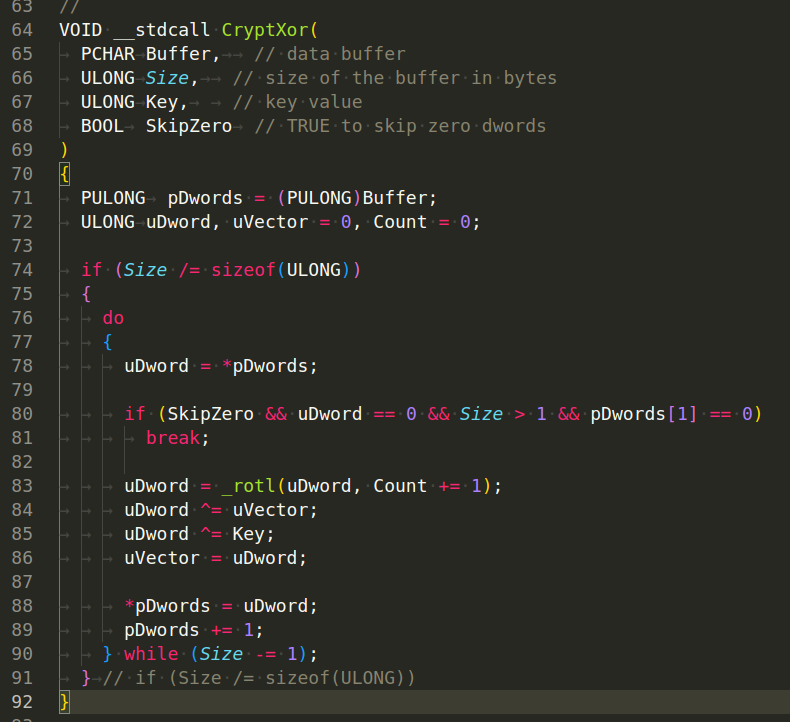 63 //
64 VOID __stdcall CryptXor(
65 PCHAR Buffer, // data buffer
66 ULONG Size, // size of the buffer in bytes
67 ULONG Key, // key value
68 BOOL SkipZero // TRUE to skip zero dwords
69 )
70 {
71 PULONG pDwords = (PULONG)Buffer;
72 ULONG uDword, uVector = 0, Count = 0;
73
74 if (Size /= sizeof(ULONG))
75 {
76 do
77 {
78 uDword = *pDwords;
79
80 if (SkipZero && uDword == 0 && Size > 1 && pDwords[1] == 0)
81 break;
82
83 uDword = _rotl(uDword, Count += 1);
84 uDword ^= uVector;
85 uDword ^= Key;
86 uVector = uDword;
87
88 *pDwords = uDword;
89 pDwords += 1;
90 } while (Size -= 1);
91 } // if (Size /= sizeof(ULONG))
92 }